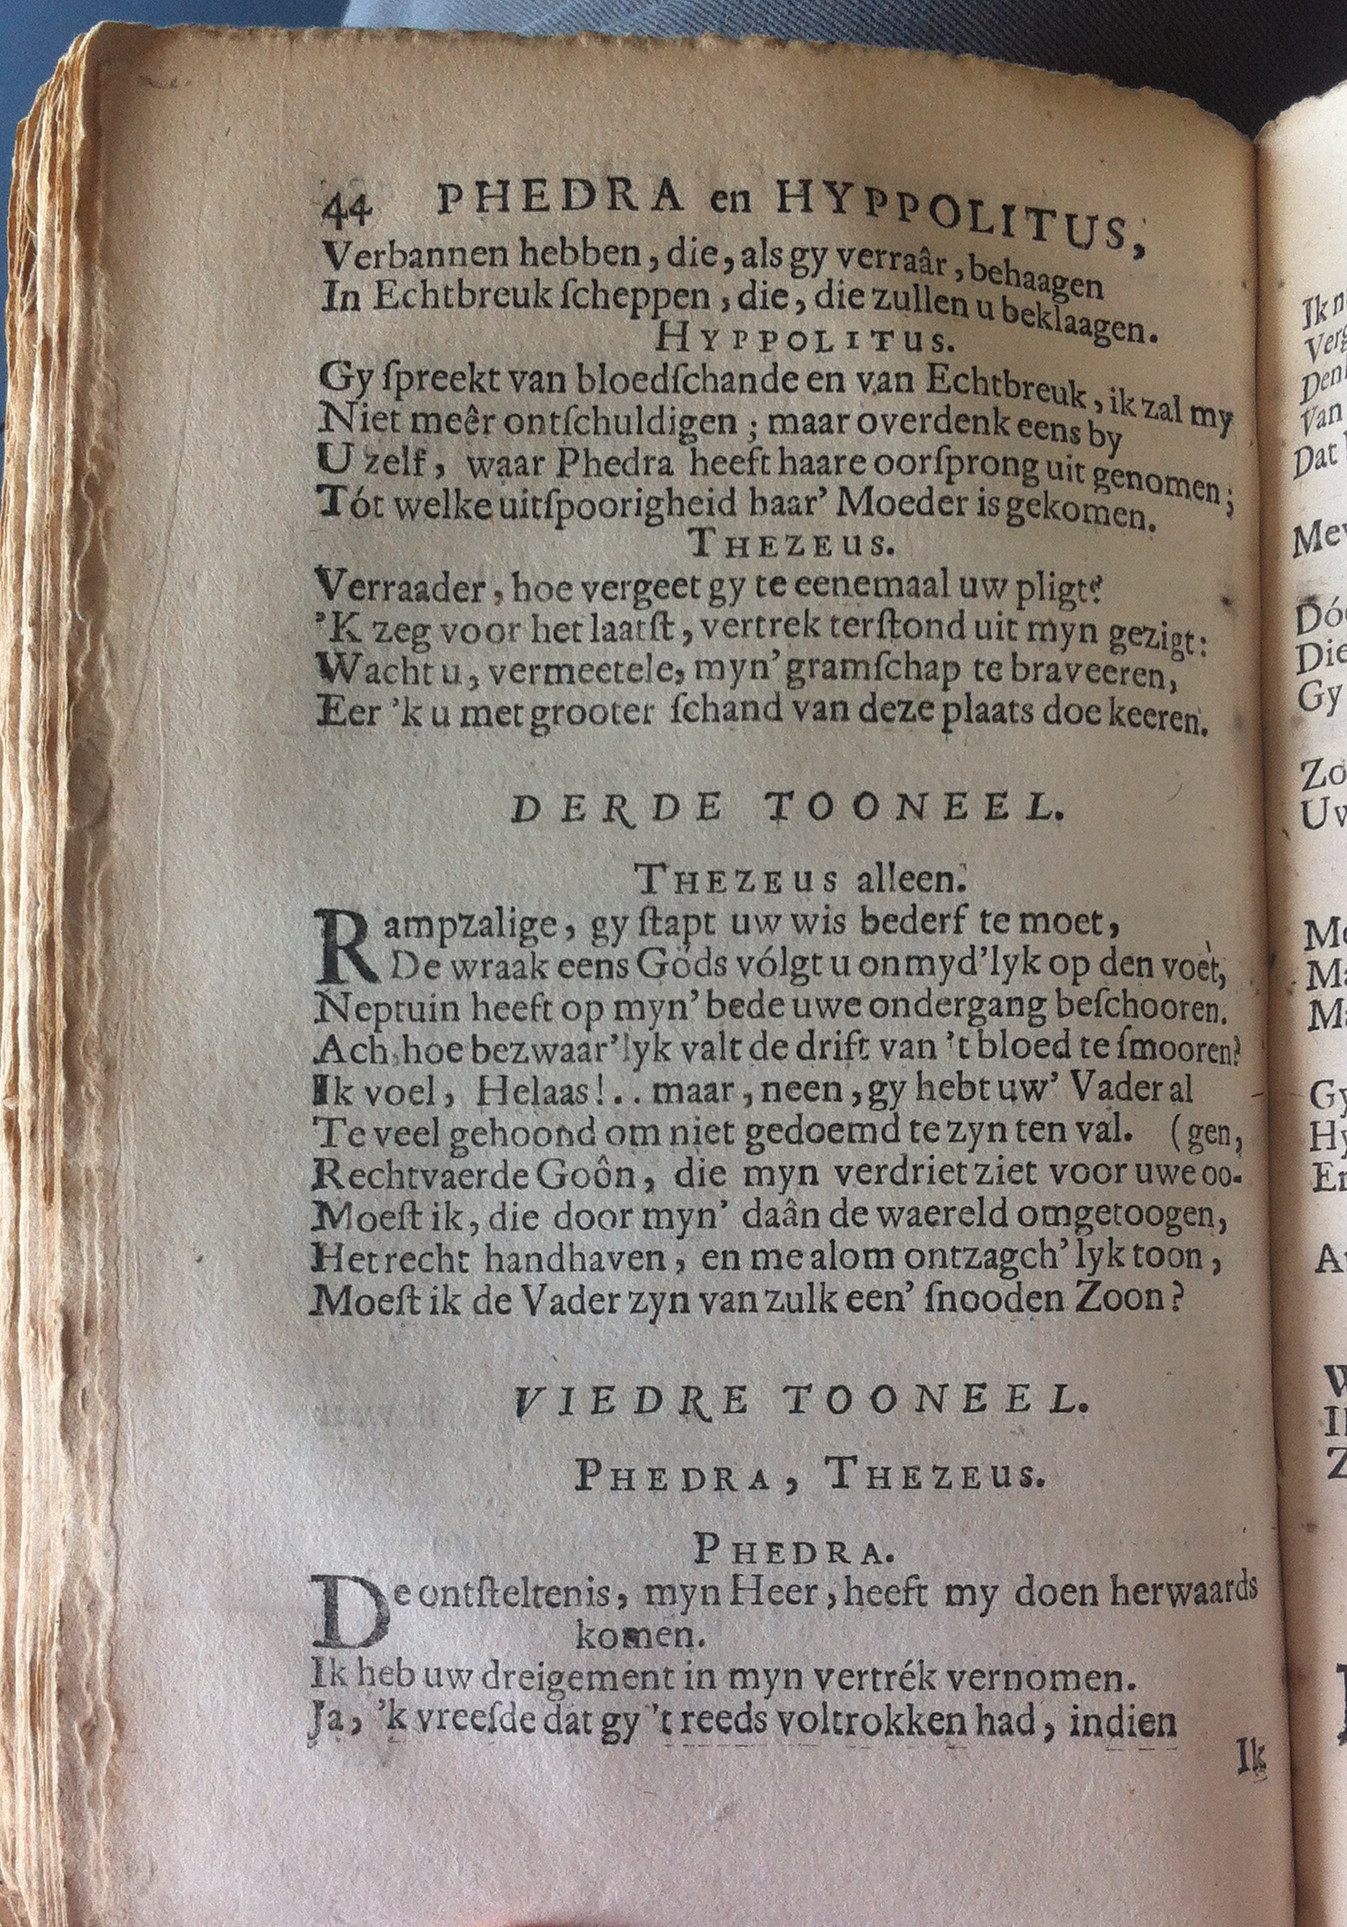 44 PHEDRA en HYPPOLITUS,
Verbannen hebben, die, als gy verraâr, behaagen
In Echtbreuk ſcheppen, die, die zullen u beklaagen.
HYPPOLITUS.
Gy ſpreekt van bloedſchande en van Echtbreuk, ik zal my
Niet meêr ontſchuldigen; maar overdenk eens by
U zelf, waar Phedra heeft haare oorſprong uit genomen;
Tót welke uitſpoorigheid haar' Moeder is gekomen.
THEZEUS.
Verraader, hoe vergeet gy te eenemaal uw pligt?
'K zeg voor het laatſt, vertrek terſtond uit myn gezigt:
Wacht u, vermeetele, myn' gramſchap te braveeren,
Eer 'k u met grooter ſchand van deze plaats doe keeren.
DERDE TOONEEL.
THEZEUS alleen.
Rampzalige, gy ſtapt uw wis bederf te moet,
De wraak eens Gods vólgt u onmyd'lyk op den voet,
Neptuin heeft op myn' bede uwe ondergang beſchooren.
Ach, hoe bezwaar'lyk valt de drift van 't bloed te ſmooren?
Ik voel, Helaas!.. maar, neen, gy hebt uw' Vader al
Te veel gehoond om niet gedoemd te zyn ten val. (gen,
Rechtvaerde Goôn, die myn verdriet ziet voor uwe oo-
Moeſt ik, die door myn' daân de waereld omgetoogen,
Het recht handhaven, en me alom ontzagch'lyk toon,
Moeſt ik de Vader zyn van zulk een' ſnooden Zoon?
VIEDRE TOONEEL.
PHEDRA, THEZEUS.
PHEDRA.
De ontſteltenis, myn Heer, heeft my doen herwaards
komen.
Ik heb uw dreigement in myn vertrék vernomen.
Ja, 'k vreeſde dat gy 't reeds voltrokken had, indien
Ik